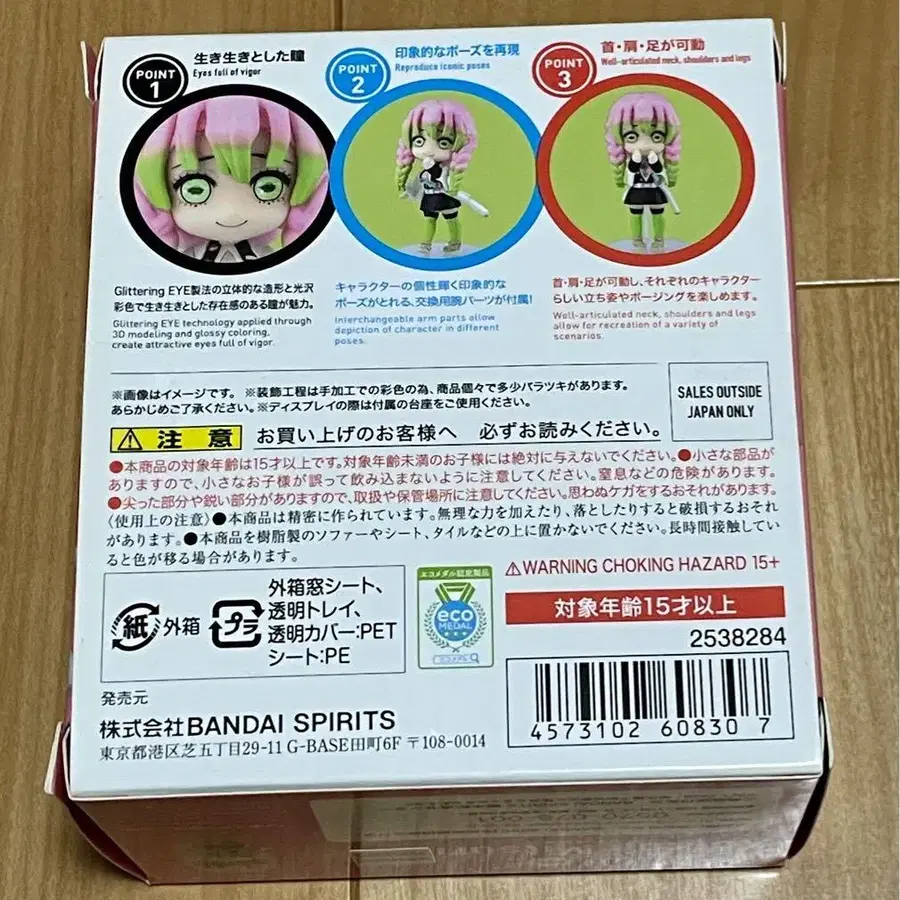 POINT 1
生き生きとした瞳
Eyes full of vigor
POINT 2
印象的なポーズを再現
Reproduce iconic poses
POINT 3
首・肩・足が可動
Well-articulated neck, shoulders and legs
Glittering EYE製法の立体的な造形と光沢
彩色で生き生きとした存在感のある瞳が魅力。
Glittering EYE technology applied through
3D modeling and glossy coloring,
create attractive eyes full of vigor.
キャラクターの個性輝く印象的な
ポーズがとれる、交換用腕パーツが付属!
Interchangeable arm parts allow
depiction of character in different
poses.
首・肩・足が可動し、それぞれのキャラクター
らしい立ち姿やポージングを楽しめます。
Well-articulated neck, shoulders and legs
allow for recreation of a variety of
scenarios.
※画像はイメージです。 ※装飾工程は手加工での彩色の為、商品個々で多少バラツキがあります。
あらかじめご了承ください。※ディスプレイの際は付属の台座をご使用ください。
SALES OUTSIDE
JAPAN ONLY
注意 お買い上げのお客様へ 必ずお読みください。
●本商品の対象年齢は15才以上です。対象年齢未満のお子様には絶対に与えないでください。●小さな部品が
ありますので、小さなお子様が誤って飲み込まないように注意してください。窒息などの危険があります。
●尖った部分や鋭い部分がありますので、取扱や保管場所に注意してください。思わぬケガをするおそれがあります。
〈使用上の注意〉●本商品は精密に作られています。無理な力を加えたり、落としたりすると破損するおそれ
があります。●本商品を樹脂製のソファーやシート、タイルなどの上に置かないでください。長時間接触してい
ると色が移る場合があります。
紙 外箱
プラ
外箱窓シート、
透明トレイ、
透明カバー:PET
シート:PE
エコメダル認定製品
eco
MEDAL
エコメダル
⚠WARNING CHOKING HAZARD 15+
対象年齢15才以上
2538284
4573102 60830 7
発売元
株式会社BANDAI SPIRITS
東京都港区芝五丁目29-11 G-BASE田町6F 〒108-0014